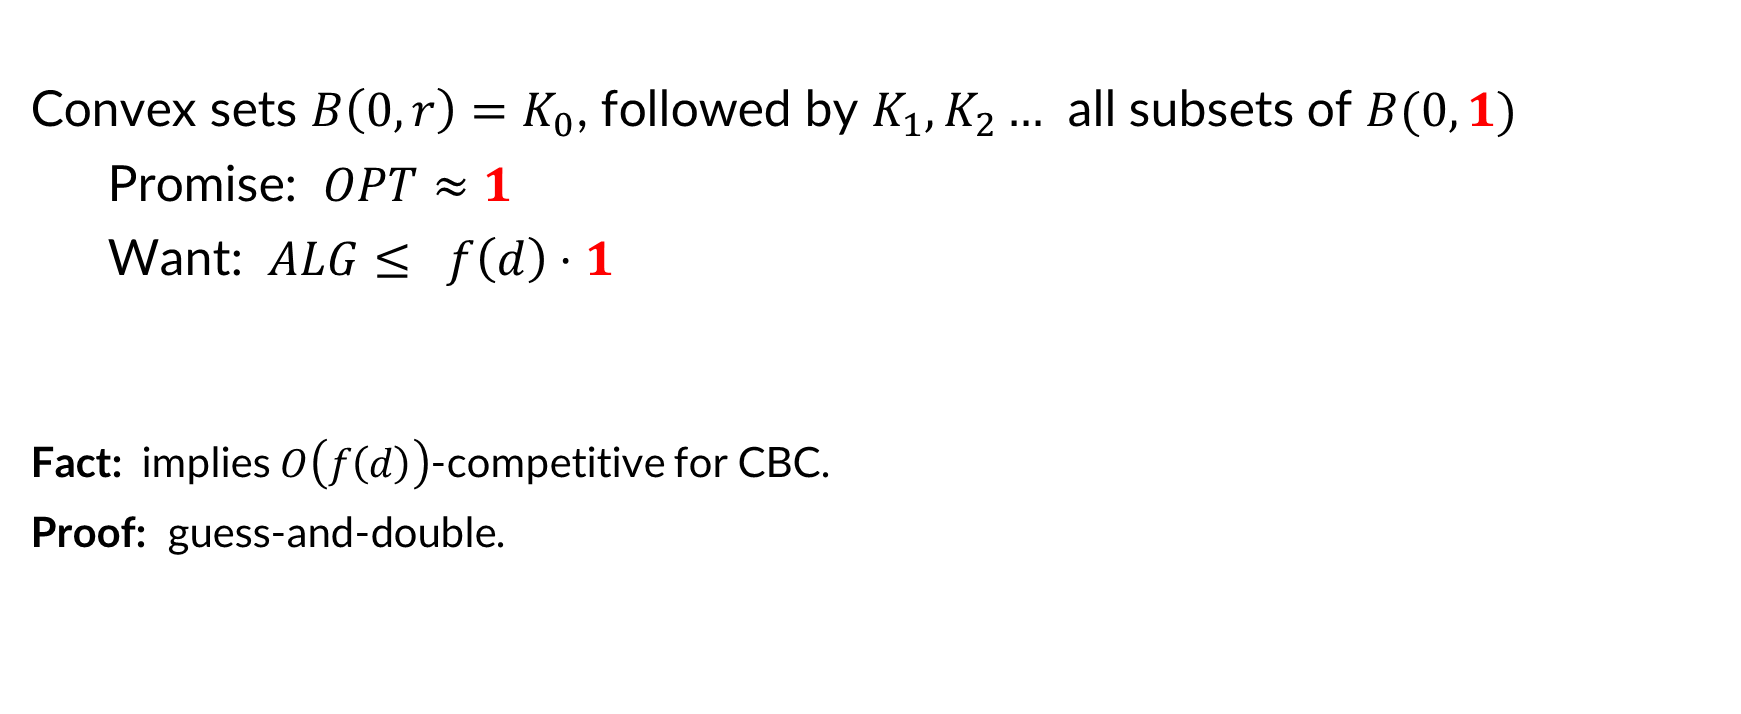 Convex sets 𝐵(0, 𝑟) = 𝐾₀, followed by 𝐾₁, 𝐾₂ … all subsets of 𝐵(0, 𝟏)
Promise: 𝑂𝑃𝑇 ≈ 𝟏
Want: 𝐴𝐿𝐺 ≤ 𝑓(𝑑) ⋅ 𝟏
Fact: implies 𝑂(𝑓(𝑑))-competitive for CBC.
Proof: guess-and-double.